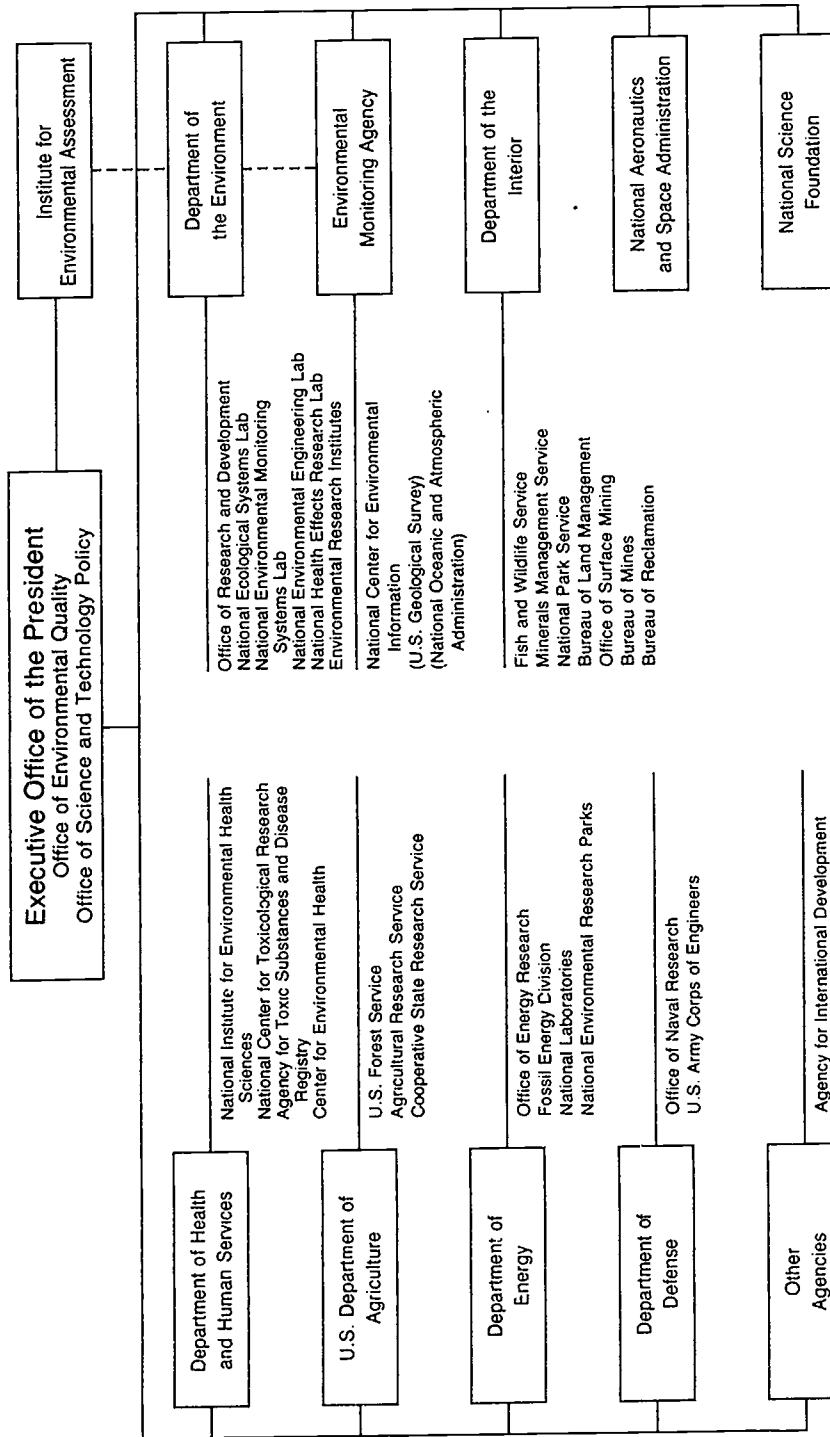 Executive Office of the President
Office of Environmental Quality
Office of Science and Technology Policy
Institute for
Environmental Assessment
Department of Health
and Human Services
National Institute for Environmental Health
Sciences
National Center for Toxicological Research
Agency for Toxic Substances and Disease
Registry
Center for Environmental Health
U.S. Department of
Agriculture
U.S. Forest Service
Agricultural Research Service
Cooperative State Research Service
Department of
Energy
Office of Energy Research
Fossil Energy Division
National Laboratories
National Environmental Research Parks
Department of
Defense
Office of Naval Research
U.S. Army Corps of Engineers
Other
Agencies
Agency for International Development
Department of
the Environment
Office of Research and Development
National Ecological Systems Lab
National Environmental Monitoring
Systems Lab
National Environmental Engineering Lab
National Health Effects Research Lab
Environmental Research Institutes
Environmental
Monitoring Agency
National Center for Environmental
Information
(U.S. Geological Survey)
(National Oceanic and Atmospheric
Administration)
Department of the
Interior
Fish and Wildlife Service
Minerals Management Service
National Park Service
Bureau of Land Management
Office of Surface Mining
Bureau of Mines
Bureau of Reclamation
National Aeronautics
and Space Administration
National Science
Foundation